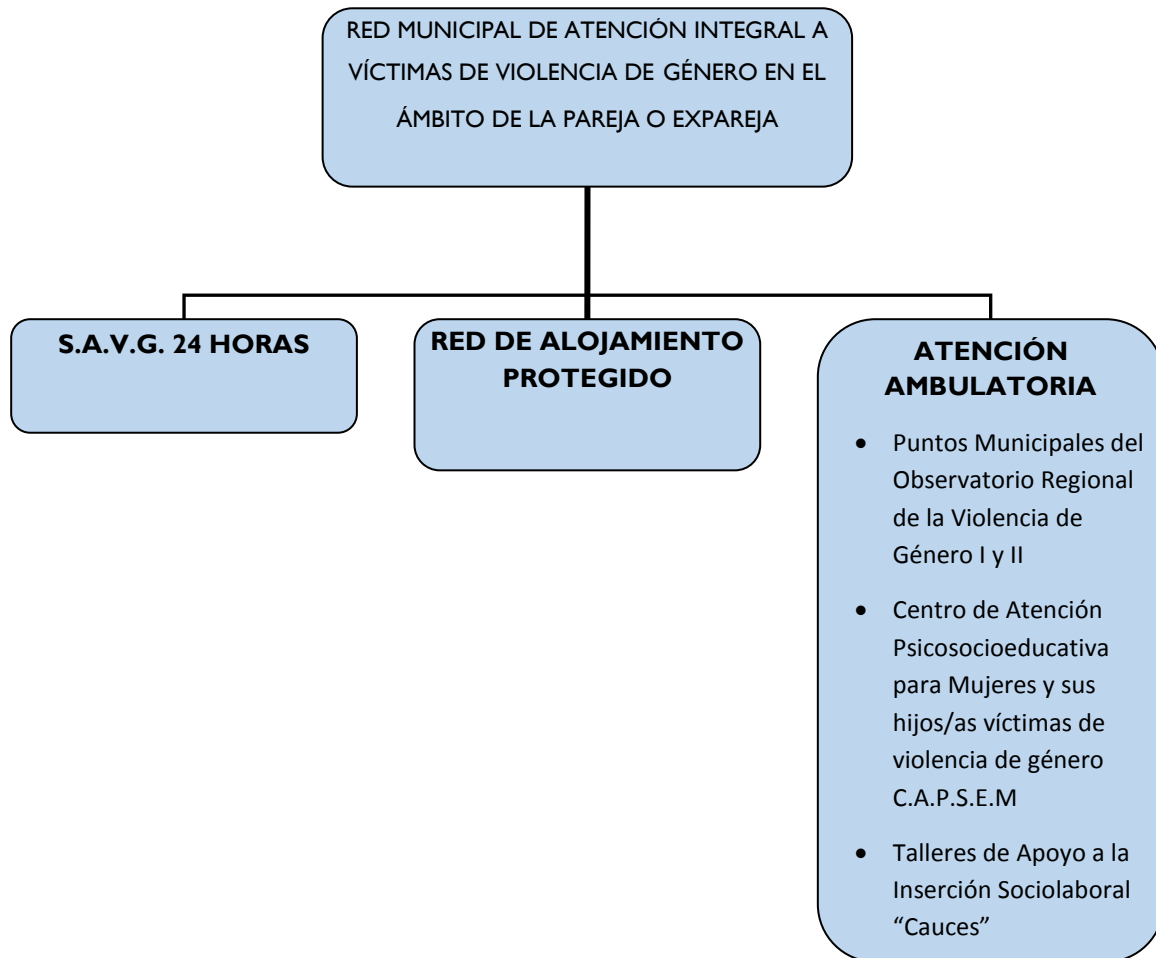 RED MUNICIPAL DE ATENCIÓN INTEGRAL A
VÍCTIMAS DE VIOLENCIA DE GÉNERO EN EL
ÁMBITO DE LA PAREJA O EXPAREJA
S.A.V.G. 24 HORAS
RED DE ALOJAMIENTO
PROTEGIDO
ATENCIÓN
AMBULATORIA
• Puntos Municipales del
Observatorio Regional
de la Violencia de
Género I y II
• Centro de Atención
Psicosocioeducativa
para Mujeres y sus
hijos/as víctimas de
violencia de género
C.A.P.S.E.M
• Talleres de Apoyo a la
Inserción Sociolaboral
“Cauces”